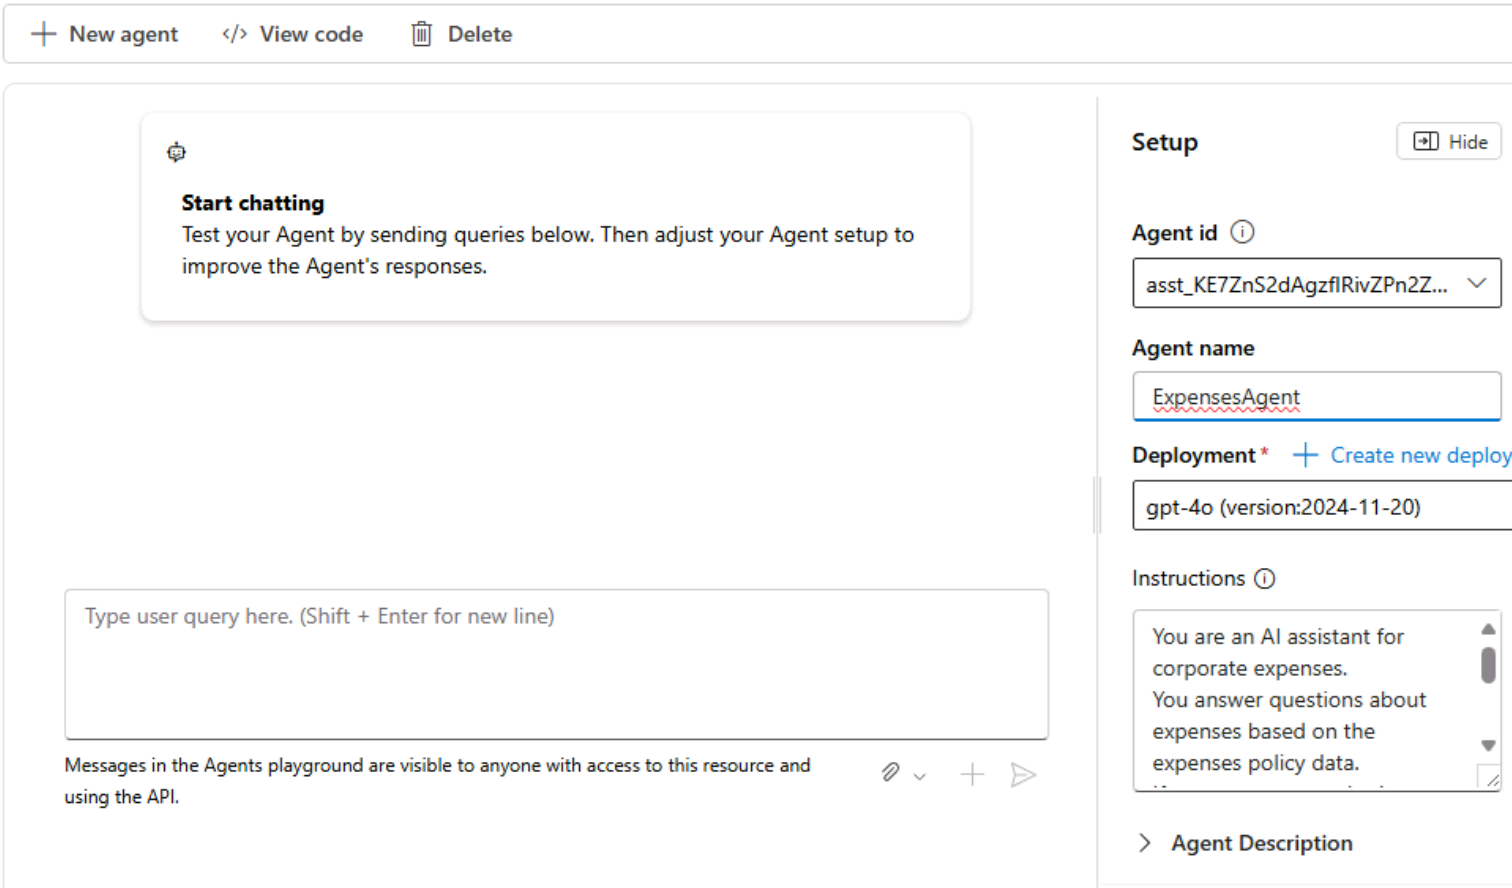 New agent
</> View code
Delete
Start chatting
Test your Agent by sending queries below. Then adjust your Agent setup to
improve the Agent's responses.
Type user query here. (Shift + Enter for new line)
Messages in the Agents playground are visible to anyone with access to this resource and
using the API.
Setup
Hide
Agent id
asst_KE7ZnS2dAgzflRivZPn2Z...
Agent name
ExpensesAgent
Deployment* + Create new deploy
gpt-4o (version:2024-11-20)
Instructions
You are an AI assistant for
corporate expenses.
You answer questions about
expenses based on the
expenses policy data.
Agent Description